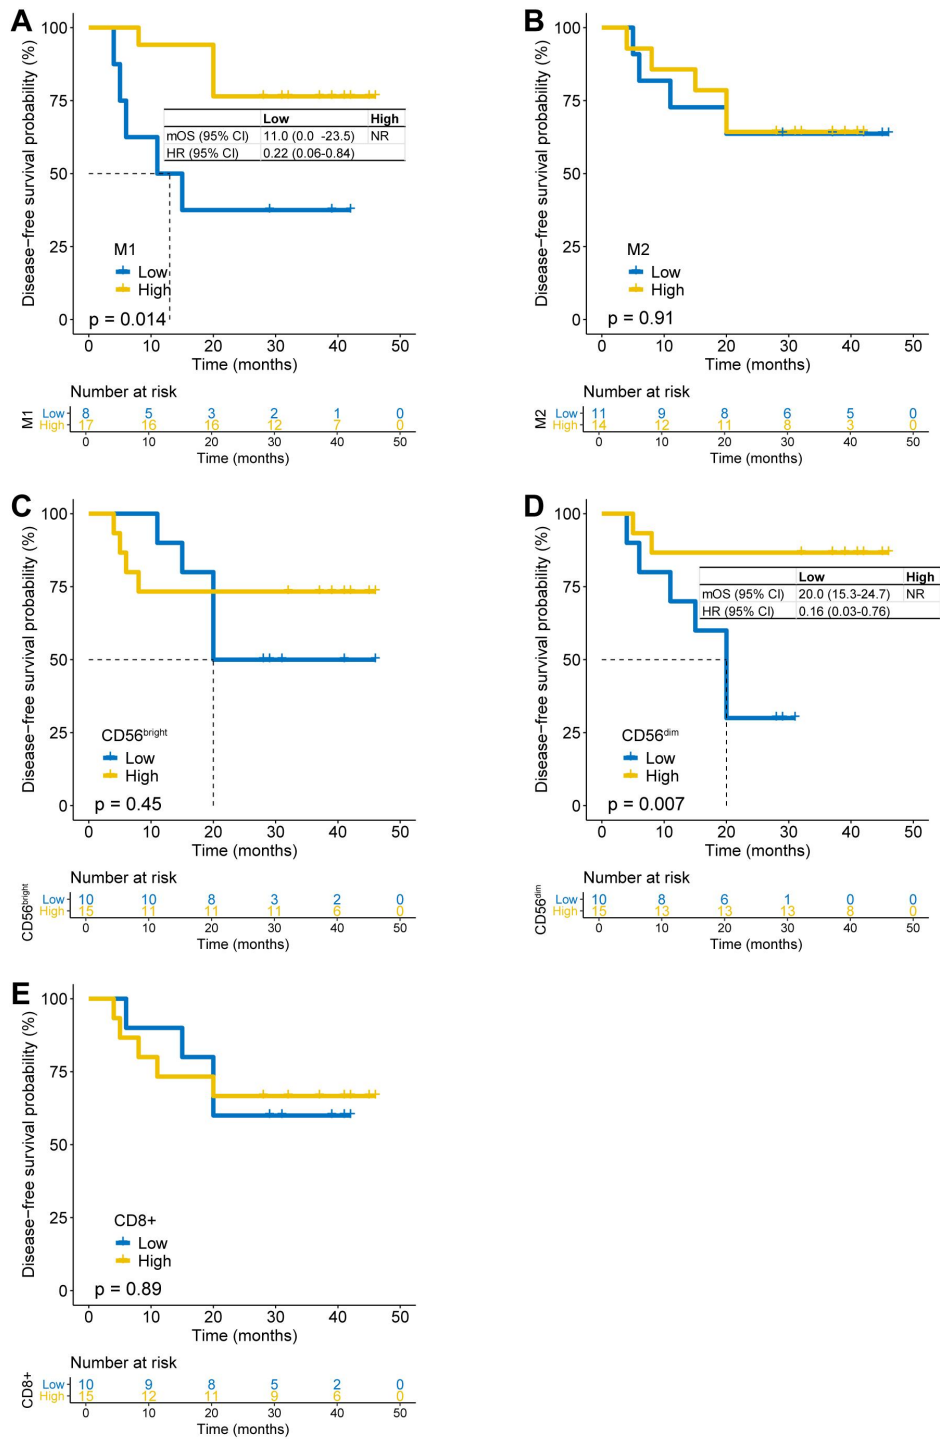 A
Disease−free survival probability (%)
100
75
50
25
0
Low High
mOS (95% CI) 11.0 (0.0 -23.5) NR
HR (95% CI) 0.22 (0.06-0.84)
M1
Low
High
p = 0.014
0 10 20 30 40 50
Time (months)
Number at risk
M1
Low 8 5 3 2 1 0
High 17 16 16 12 7 0
0 10 20 30 40 50
Time (months)
B
Disease−free survival probability (%)
100
75
50
25
0
M2
Low
High
p = 0.91
0 10 20 30 40 50
Time (months)
Number at risk
M2
Low 11 9 8 6 5 0
High 14 12 11 8 3 0
0 10 20 30 40 50
Time (months)
C
Disease−free survival probability (%)
100
75
50
25
0
CD56bright
Low
High
p = 0.45
0 10 20 30 40 50
Time (months)
Number at risk
CD56bright
Low 10 10 8 3 2 0
High 15 11 11 11 6 0
0 10 20 30 40 50
Time (months)
D
Disease−free survival probability (%)
100
75
50
25
0
Low High
mOS (95% CI) 20.0 (15.3-24.7) NR
HR (95% CI) 0.16 (0.03-0.76)
CD56dim
Low
High
p = 0.007
0 10 20 30 40 50
Time (months)
Number at risk
CD56dim
Low 10 8 6 1 0 0
High 15 13 13 13 8 0
0 10 20 30 40 50
Time (months)
E
Disease−free survival probability (%)
100
75
50
25
0
CD8+
Low
High
p = 0.89
0 10 20 30 40 50
Time (months)
Number at risk
CD8+
Low 10 9 8 5 2 0
High 15 12 11 9 6 0
0 10 20 30 40 50
Time (months)